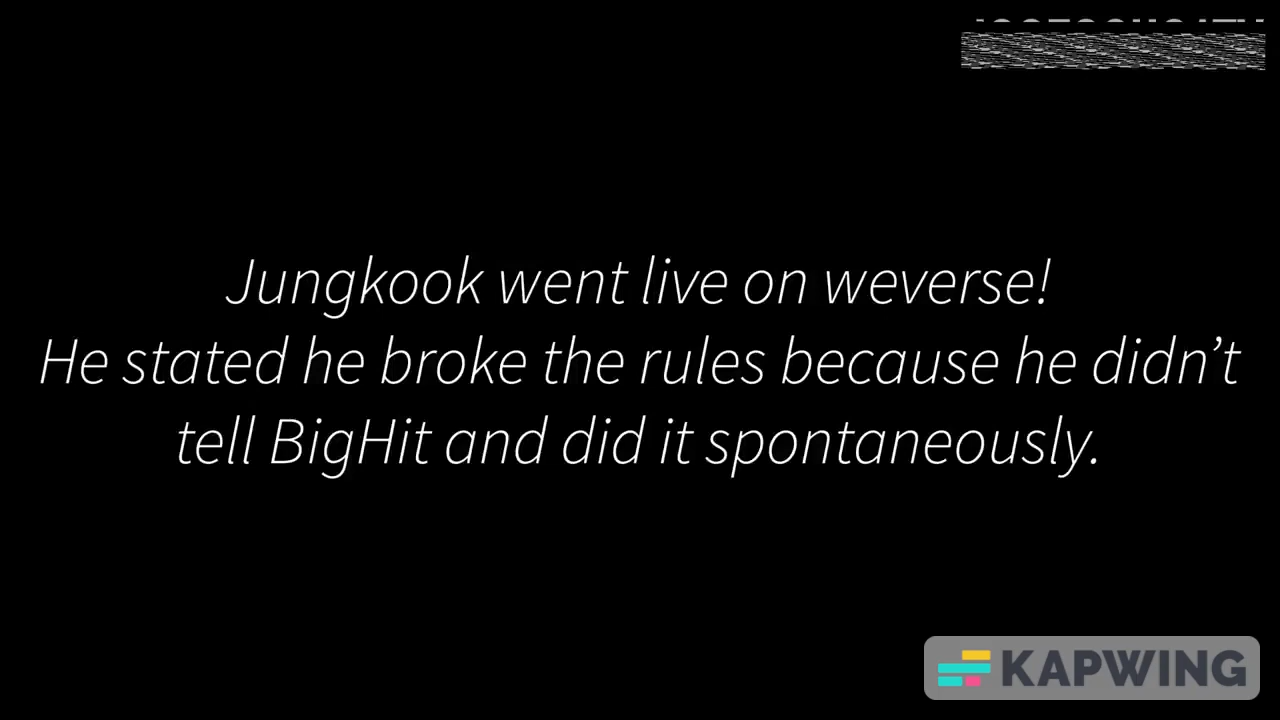 Jungkook went live on weverse!
He stated he broke the rules because he didn’t
tell BigHit and did it spontaneously.
KAPWING